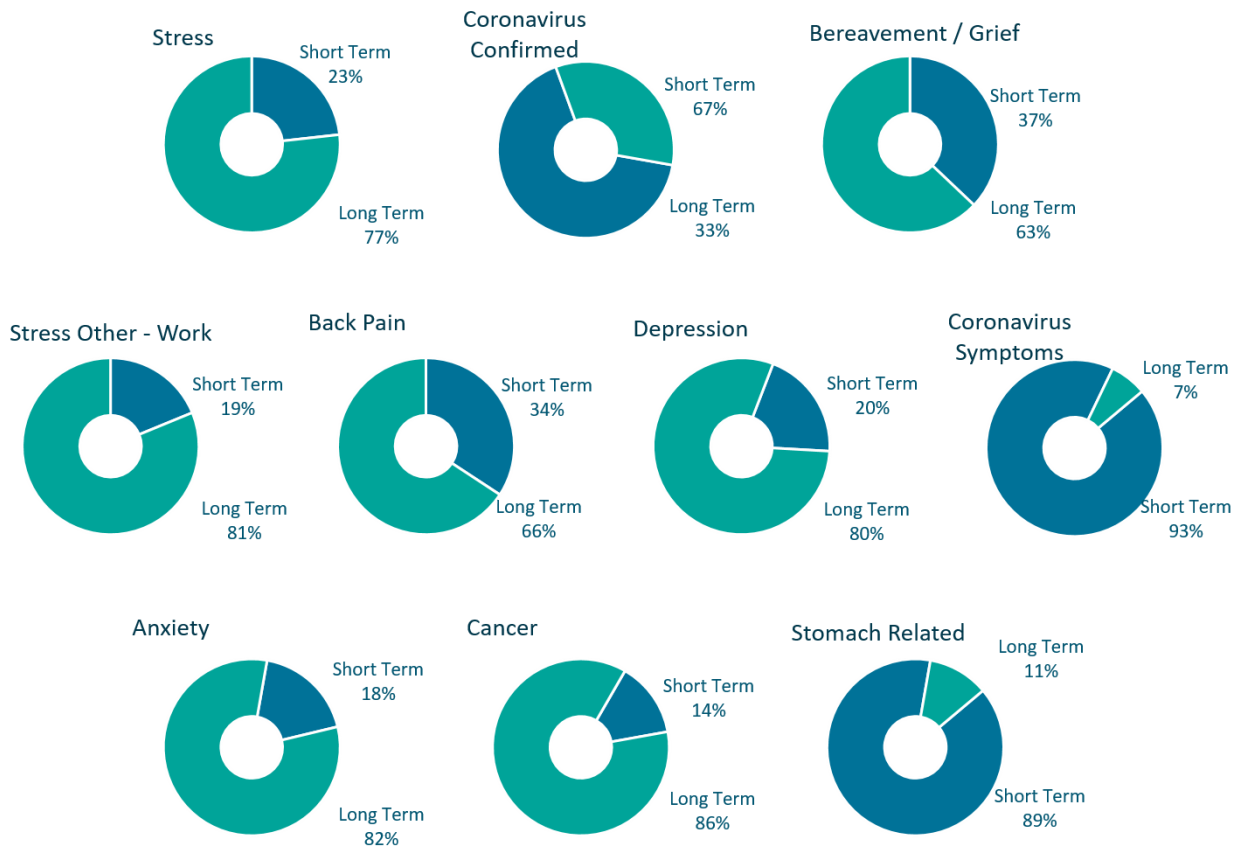 Stress
Short Term
23%
Long Term
77%
Coronavirus
Confirmed
Short Term
67%
Long Term
33%
Bereavement / Grief
Short Term
37%
Long Term
63%
Stress Other - Work
Short Term
19%
Long Term
81%
Back Pain
Short Term
34%
Long Term
66%
Depression
Short Term
20%
Long Term
80%
Coronavirus
Symptoms
Long Term
7%
Short Term
93%
Anxiety
Short Term
18%
Long Term
82%
Cancer
Short Term
14%
Long Term
86%
Stomach Related
Long Term
11%
Short Term
89%